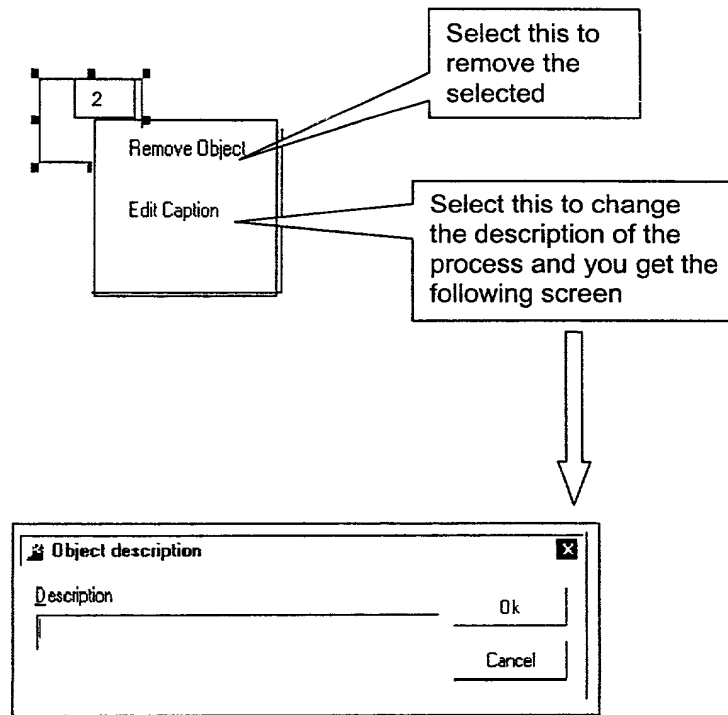 Select this to
remove the
selected
2
Remove Object
Edit Caption
Select this to change
the description of the
process and you get the
following screen
Object description
Description
Ok
Cancel